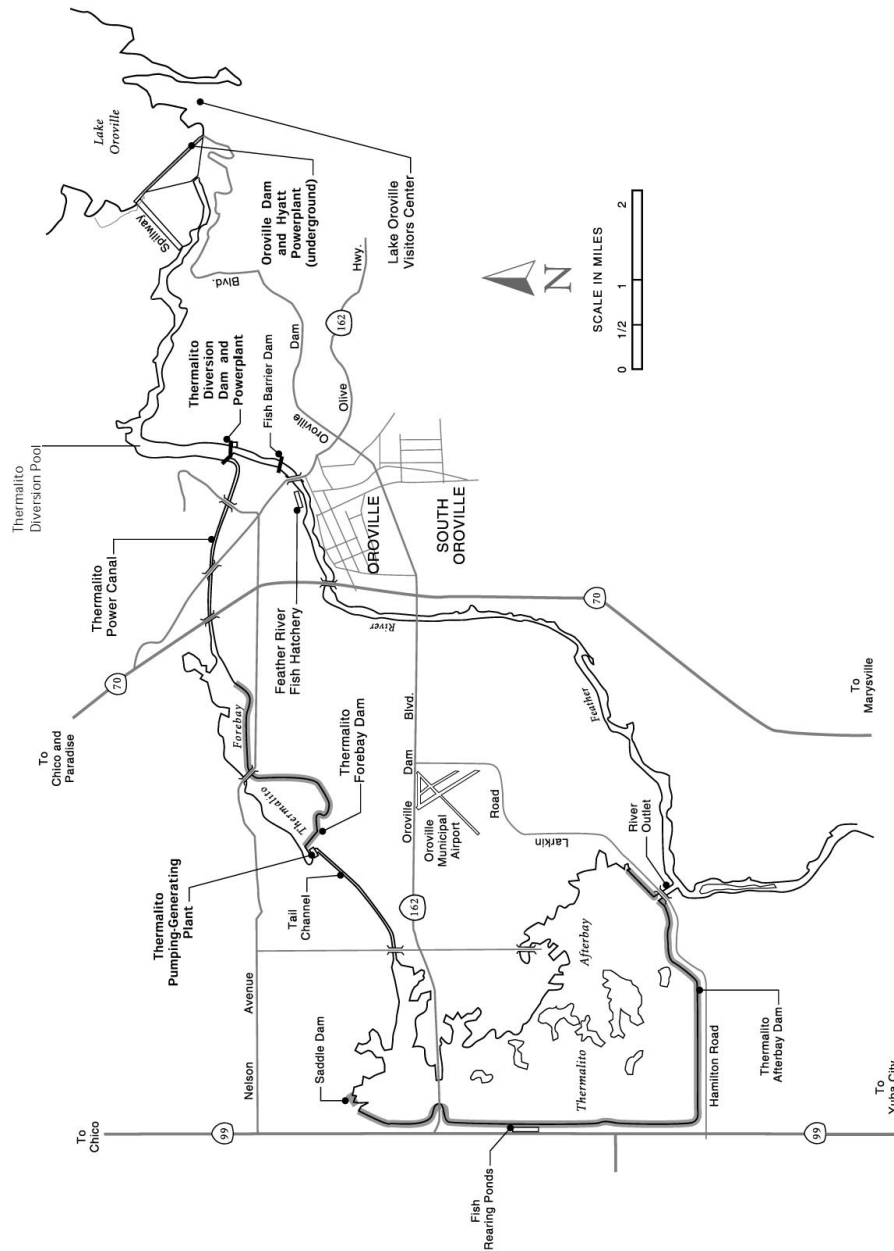 Thermalito
Diversion Pool
To
Chico and
Paradise
Thermalito
Power Canal
Lake
Oroville
Spillway
70
To
Chico
99
Nelson
Avenue
Saddle Dam
Thermalito
Pumping-Generating
Plant
Tail
Channel
Thermalito
Forebay
Thermalito
Forebay Dam
Feather River
Fish Hatchery
Thermalito
Diversion
Dam and
Powerplant
Fish Barrier Dam
Oroville Dam
and Hyatt
Powerplant
(underground)
Lake Oroville
Visitors Center
Oroville
Dam
Blvd.
Olive
162
Hwy.
OROVILLE
SOUTH
OROVILLE
162
Oroville
Dam
Blvd.
Oroville
Municipal
Airport
Larkin
Road
Feather
River
70
Fish
Rearing Ponds
Thermalito
Afterbay
River
Outlet
Hamilton Road
Thermalito
Afterbay Dam
99
To
Yuba City
To
Marysville
N
SCALE IN MILES
0
1/2
1
2